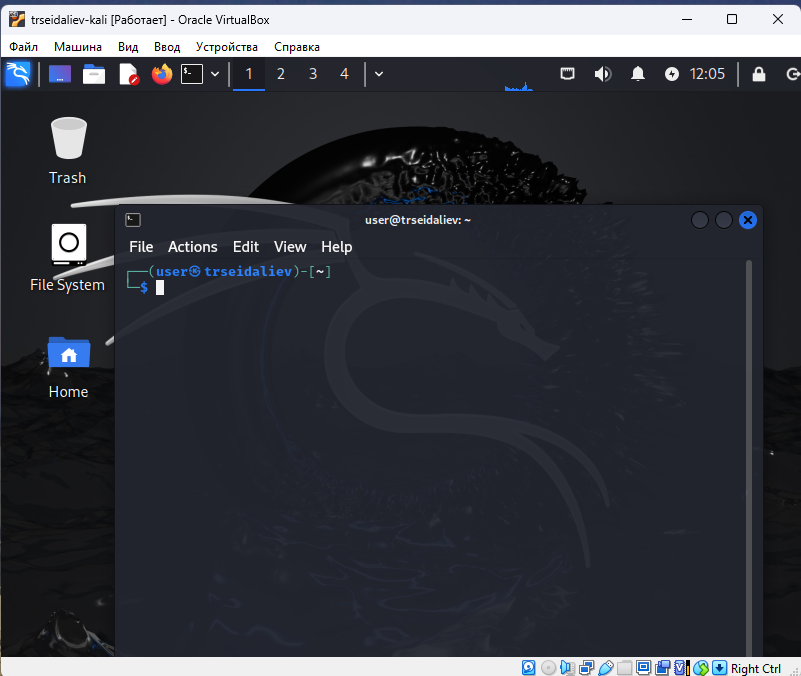 trseidaliev-kali [Работает] - Oracle VirtualBox
Файл Машина Вид Ввод Устройства Справка
1 2 3 4 12:05
Trash
File System
Home
user@trseidaliev: ~
File Actions Edit View Help
┌──(user㉿trseidaliev)-[~]
└─$
Right Ctrl